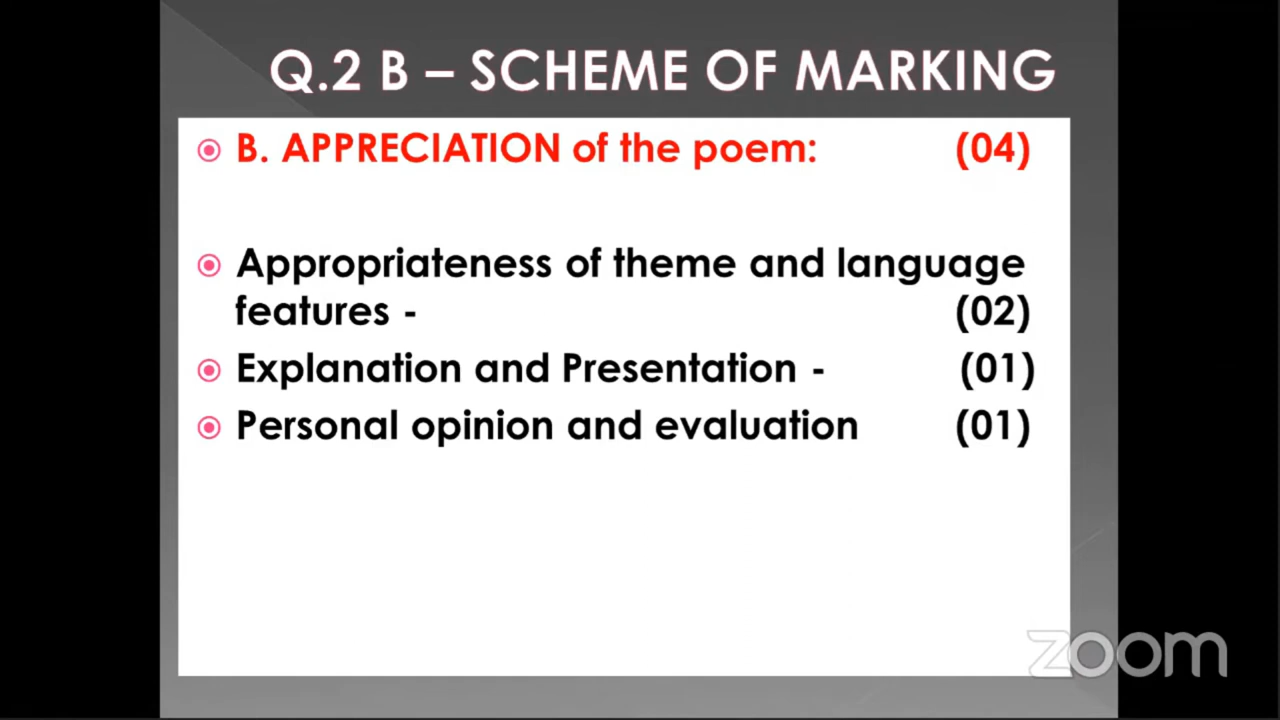 Q.2 B – SCHEME OF MARKING
B. APPRECIATION of the poem: (04)
Appropriateness of theme and language
features - (02)
Explanation and Presentation - (01)
Personal opinion and evaluation (01)
zoom